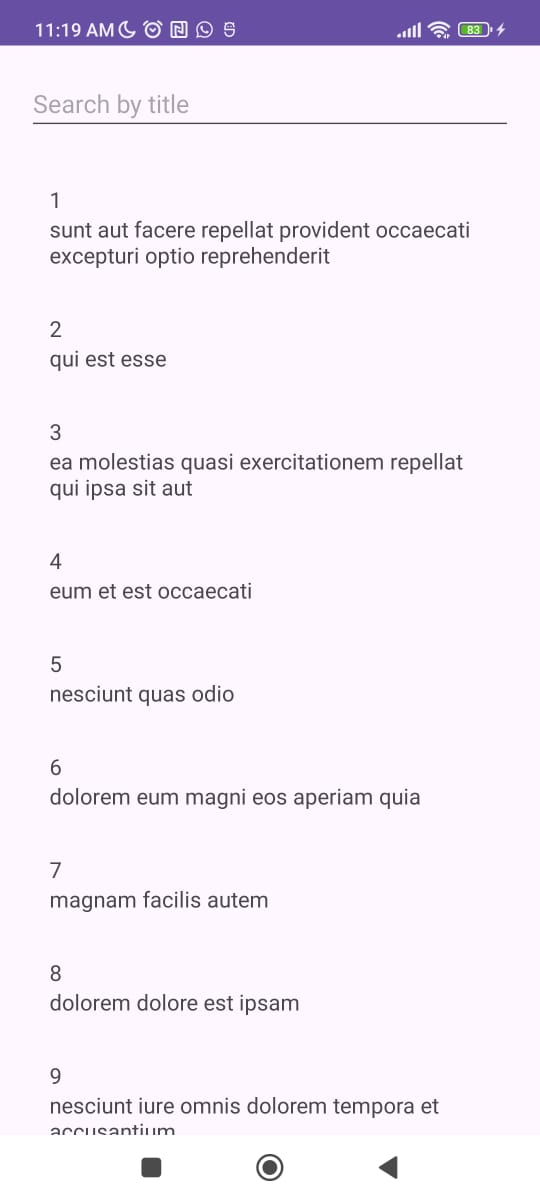 11:19 AM
83
Search by title
1
sunt aut facere repellat provident occaecati
excepturi optio reprehenderit
2
qui est esse
3
ea molestias quasi exercitationem repellat
qui ipsa sit aut
4
eum et est occaecati
5
nesciunt quas odio
6
dolorem eum magni eos aperiam quia
7
magnam facilis autem
8
dolorem dolore est ipsam
9
nesciunt iure omnis dolorem tempora et
accusantium